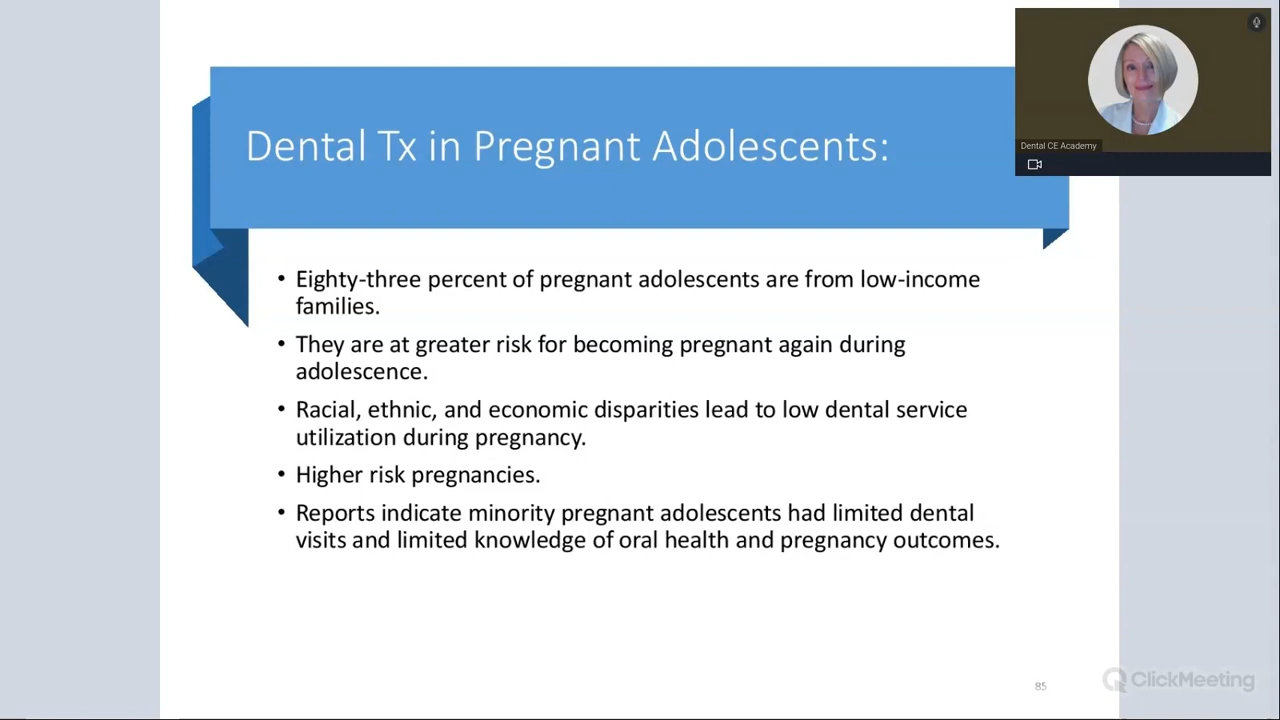 Dental Tx in Pregnant Adolescents:
Dental CE Academy
• Eighty-three percent of pregnant adolescents are from low-income
families.
• They are at greater risk for becoming pregnant again during
adolescence.
• Racial, ethnic, and economic disparities lead to low dental service
utilization during pregnancy.
• Higher risk pregnancies.
• Reports indicate minority pregnant adolescents had limited dental
visits and limited knowledge of oral health and pregnancy outcomes.
85
ClickMeeting